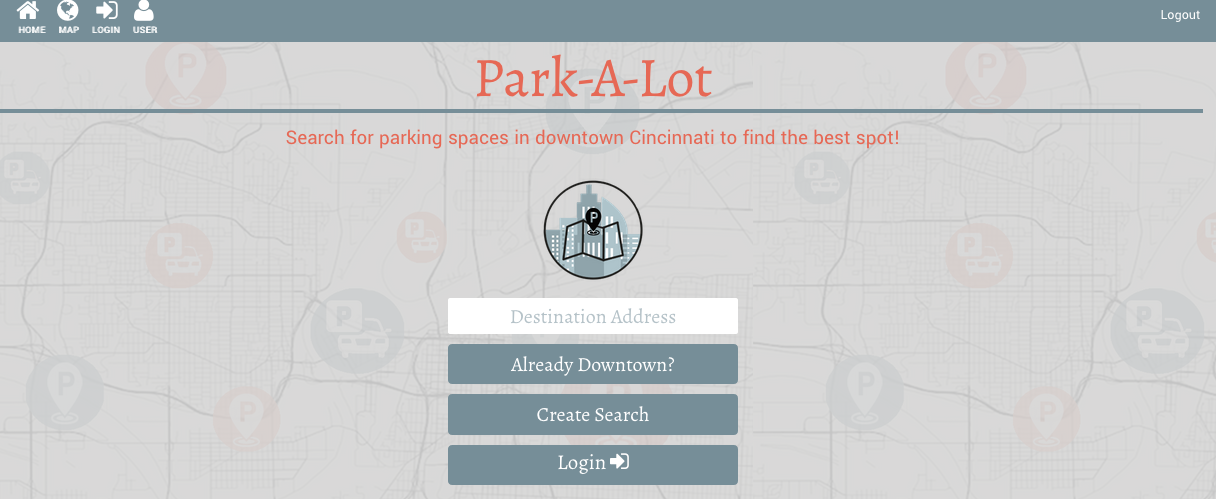 HOME MAP LOGIN USER Logout
Park-A-Lot
Search for parking spaces in downtown Cincinnati to find the best spot!
P
Destination Address
Already Downtown?
Create Search
Login